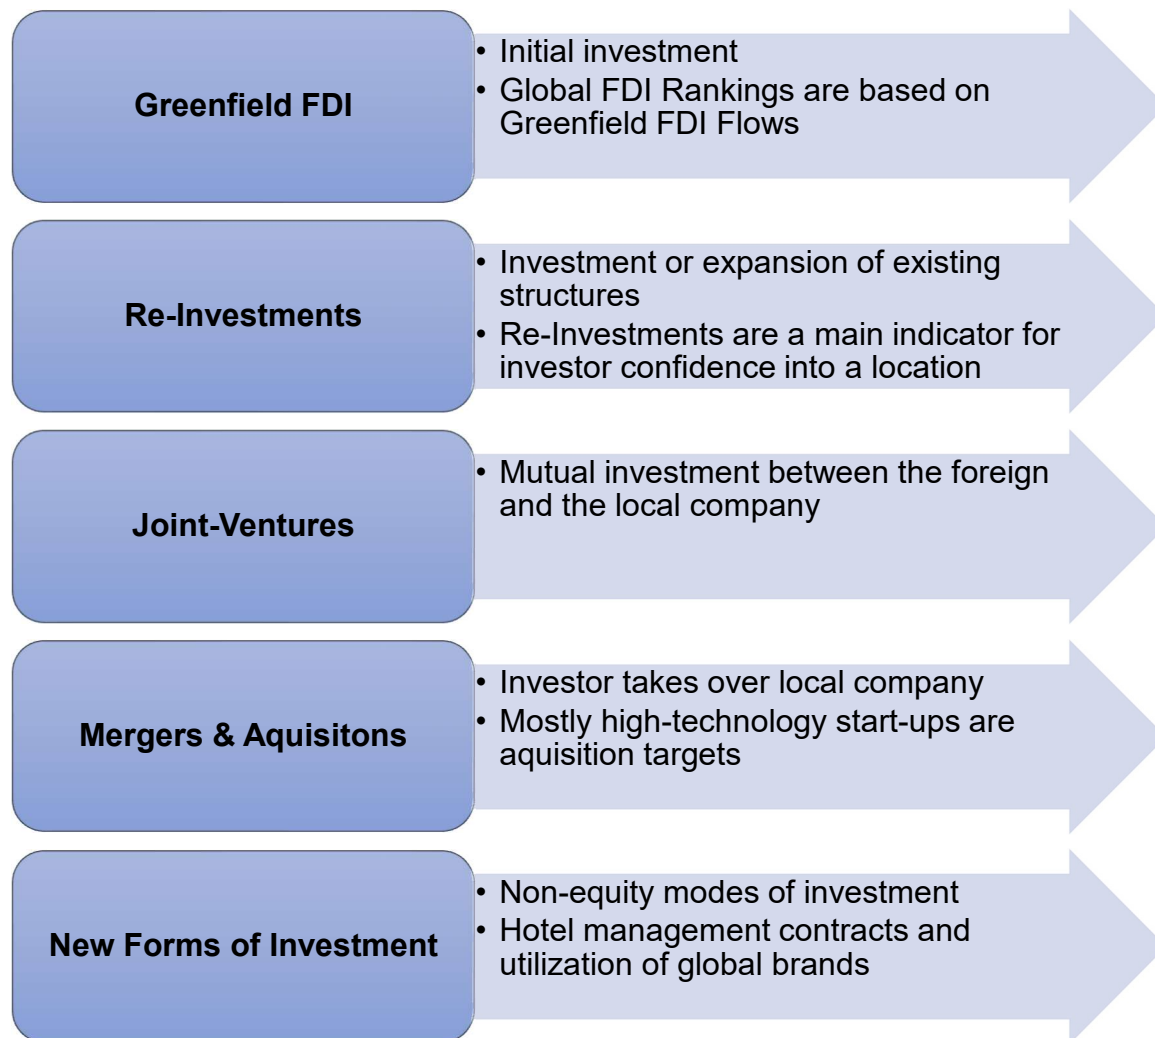 Greenfield FDI
• Initial investment
• Global FDI Rankings are based on
Greenfield FDI Flows
Re-Investments
• Investment or expansion of existing
structures
• Re-Investments are a main indicator for
investor confidence into a location
Joint-Ventures
• Mutual investment between the foreign
and the local company
Mergers & Aquisitons
• Investor takes over local company
• Mostly high-technology start-ups are
aquisition targets
New Forms of Investment
• Non-equity modes of investment
• Hotel management contracts and
utilization of global brands